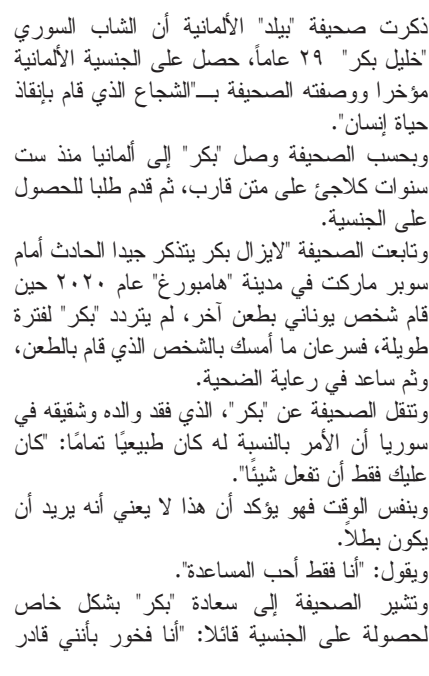 ذكرت صحيفة "بيلد" الألمانية أن الشاب السوري
"خليل بكر" ٢٩ عاماً، حصل على الجنسية الألمانية
مؤخرا ووصفته الصحيفة بــ"الشجاع الذي قام بإنقاذ
حياة إنسان".
وبحسب الصحيفة وصل "بكر" إلى ألمانيا منذ ست
سنوات كلاجئ على متن قارب، ثم قدم طلبا للحصول
على الجنسية.
وتابعت الصحيفة "لايزال بكر يتذكر جيدا الحادث أمام
سوبر ماركت في مدينة "هامبورغ" عام ٢٠٢٠ حين
قام شخص يوناني بطعن آخر، لم يتردد "بكر" لفترة
طويلة، فسرعان ما أمسك بالشخص الذي قام بالطعن،
وثم ساعد في رعاية الضحية.
وتنقل الصحيفة عن "بكر"، الذي فقد والده وشقيقه في
سوريا أن الأمر بالنسبة له كان طبيعيًا تمامًا: "كان
عليك فقط أن تفعل شيئًا".
وبنفس الوقت فهو يؤكد أن هذا لا يعني أنه يريد أن
يكون بطلاً.
ويقول: "أنا فقط أحب المساعدة".
وتشير الصحيفة إلى سعادة "بكر" بشكل خاص
لحصولة على الجنسية قائلا: "أنا فخور بأنني قادر